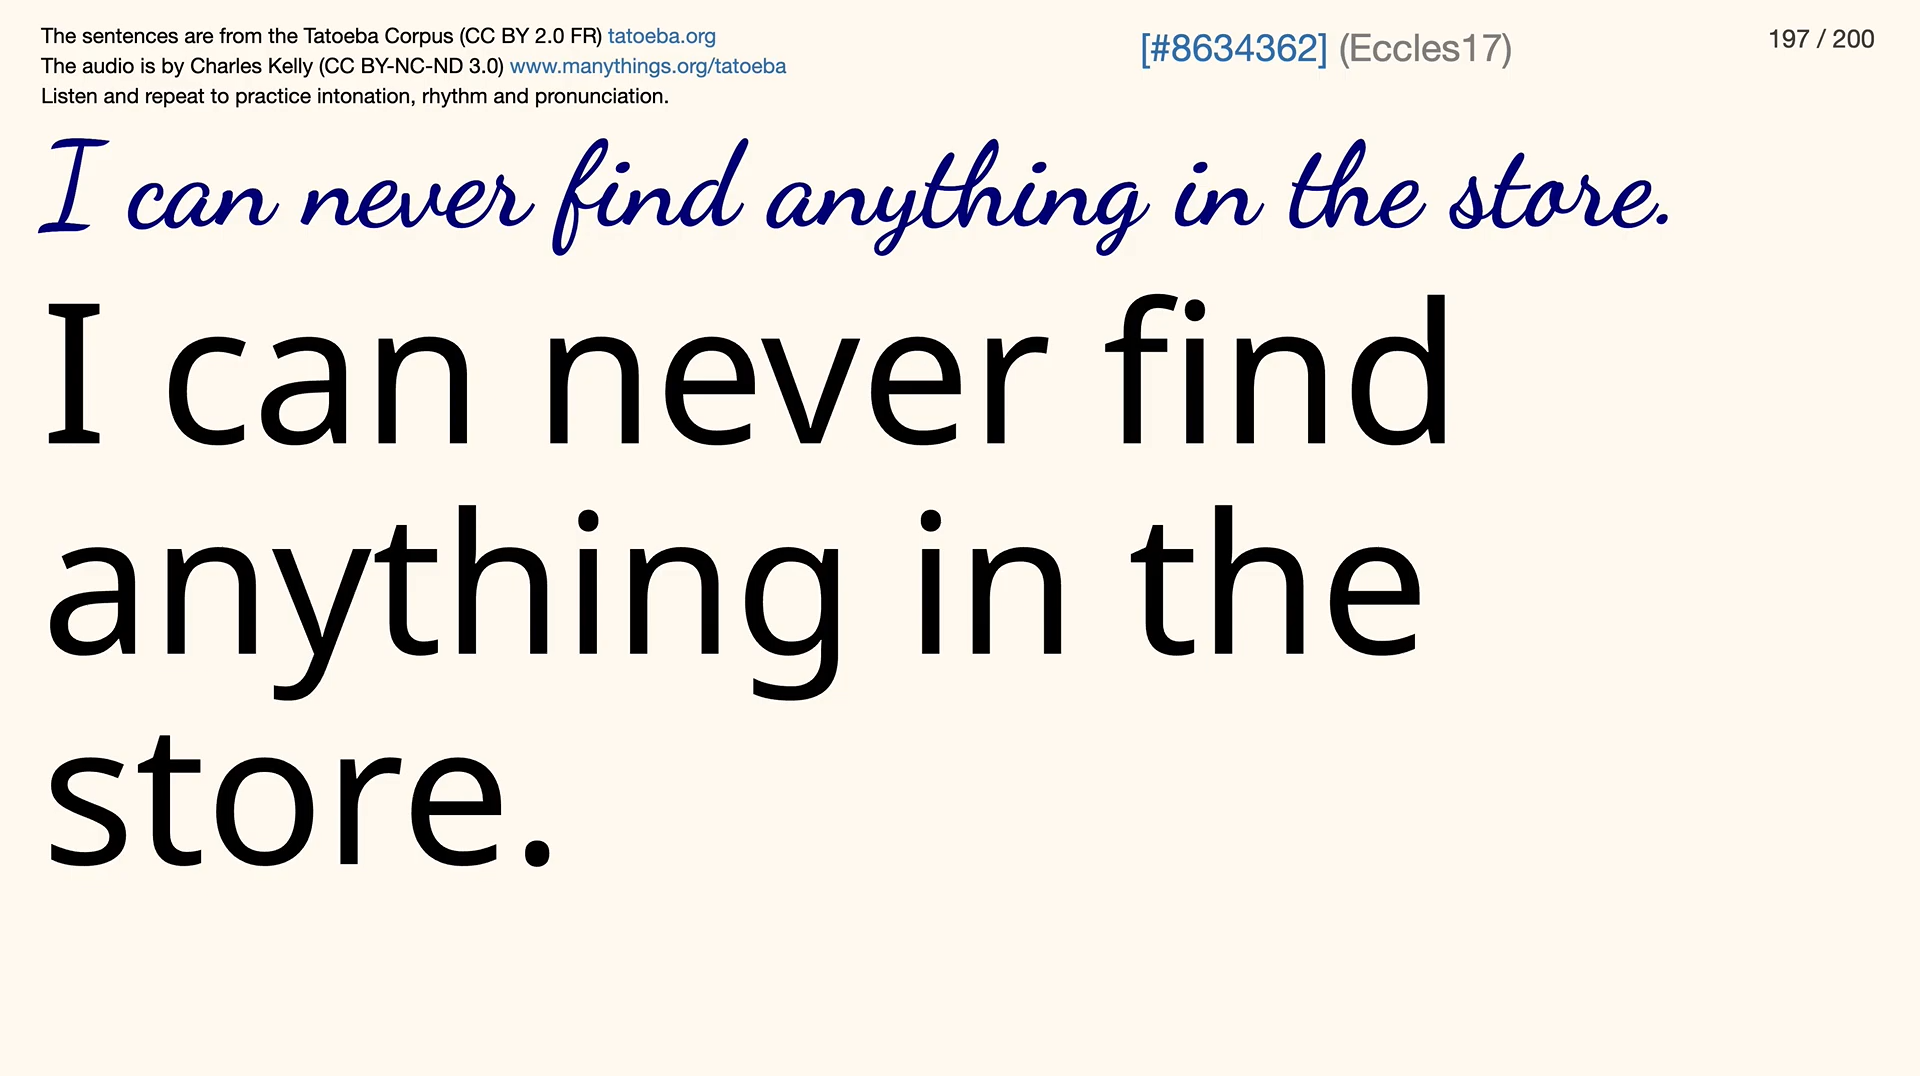 The sentences are from the Tatoeba Corpus (CC BY 2.0 FR) tatoeba.org
The audio is by Charles Kelly (CC BY-NC-ND 3.0) www.manythings.org/tatoeba
Listen and repeat to practice intonation, rhythm and pronunciation.
[#8634362] (Eccles17)
197 / 200
I can never find anything in the store.
I can never find
anything in the
store.